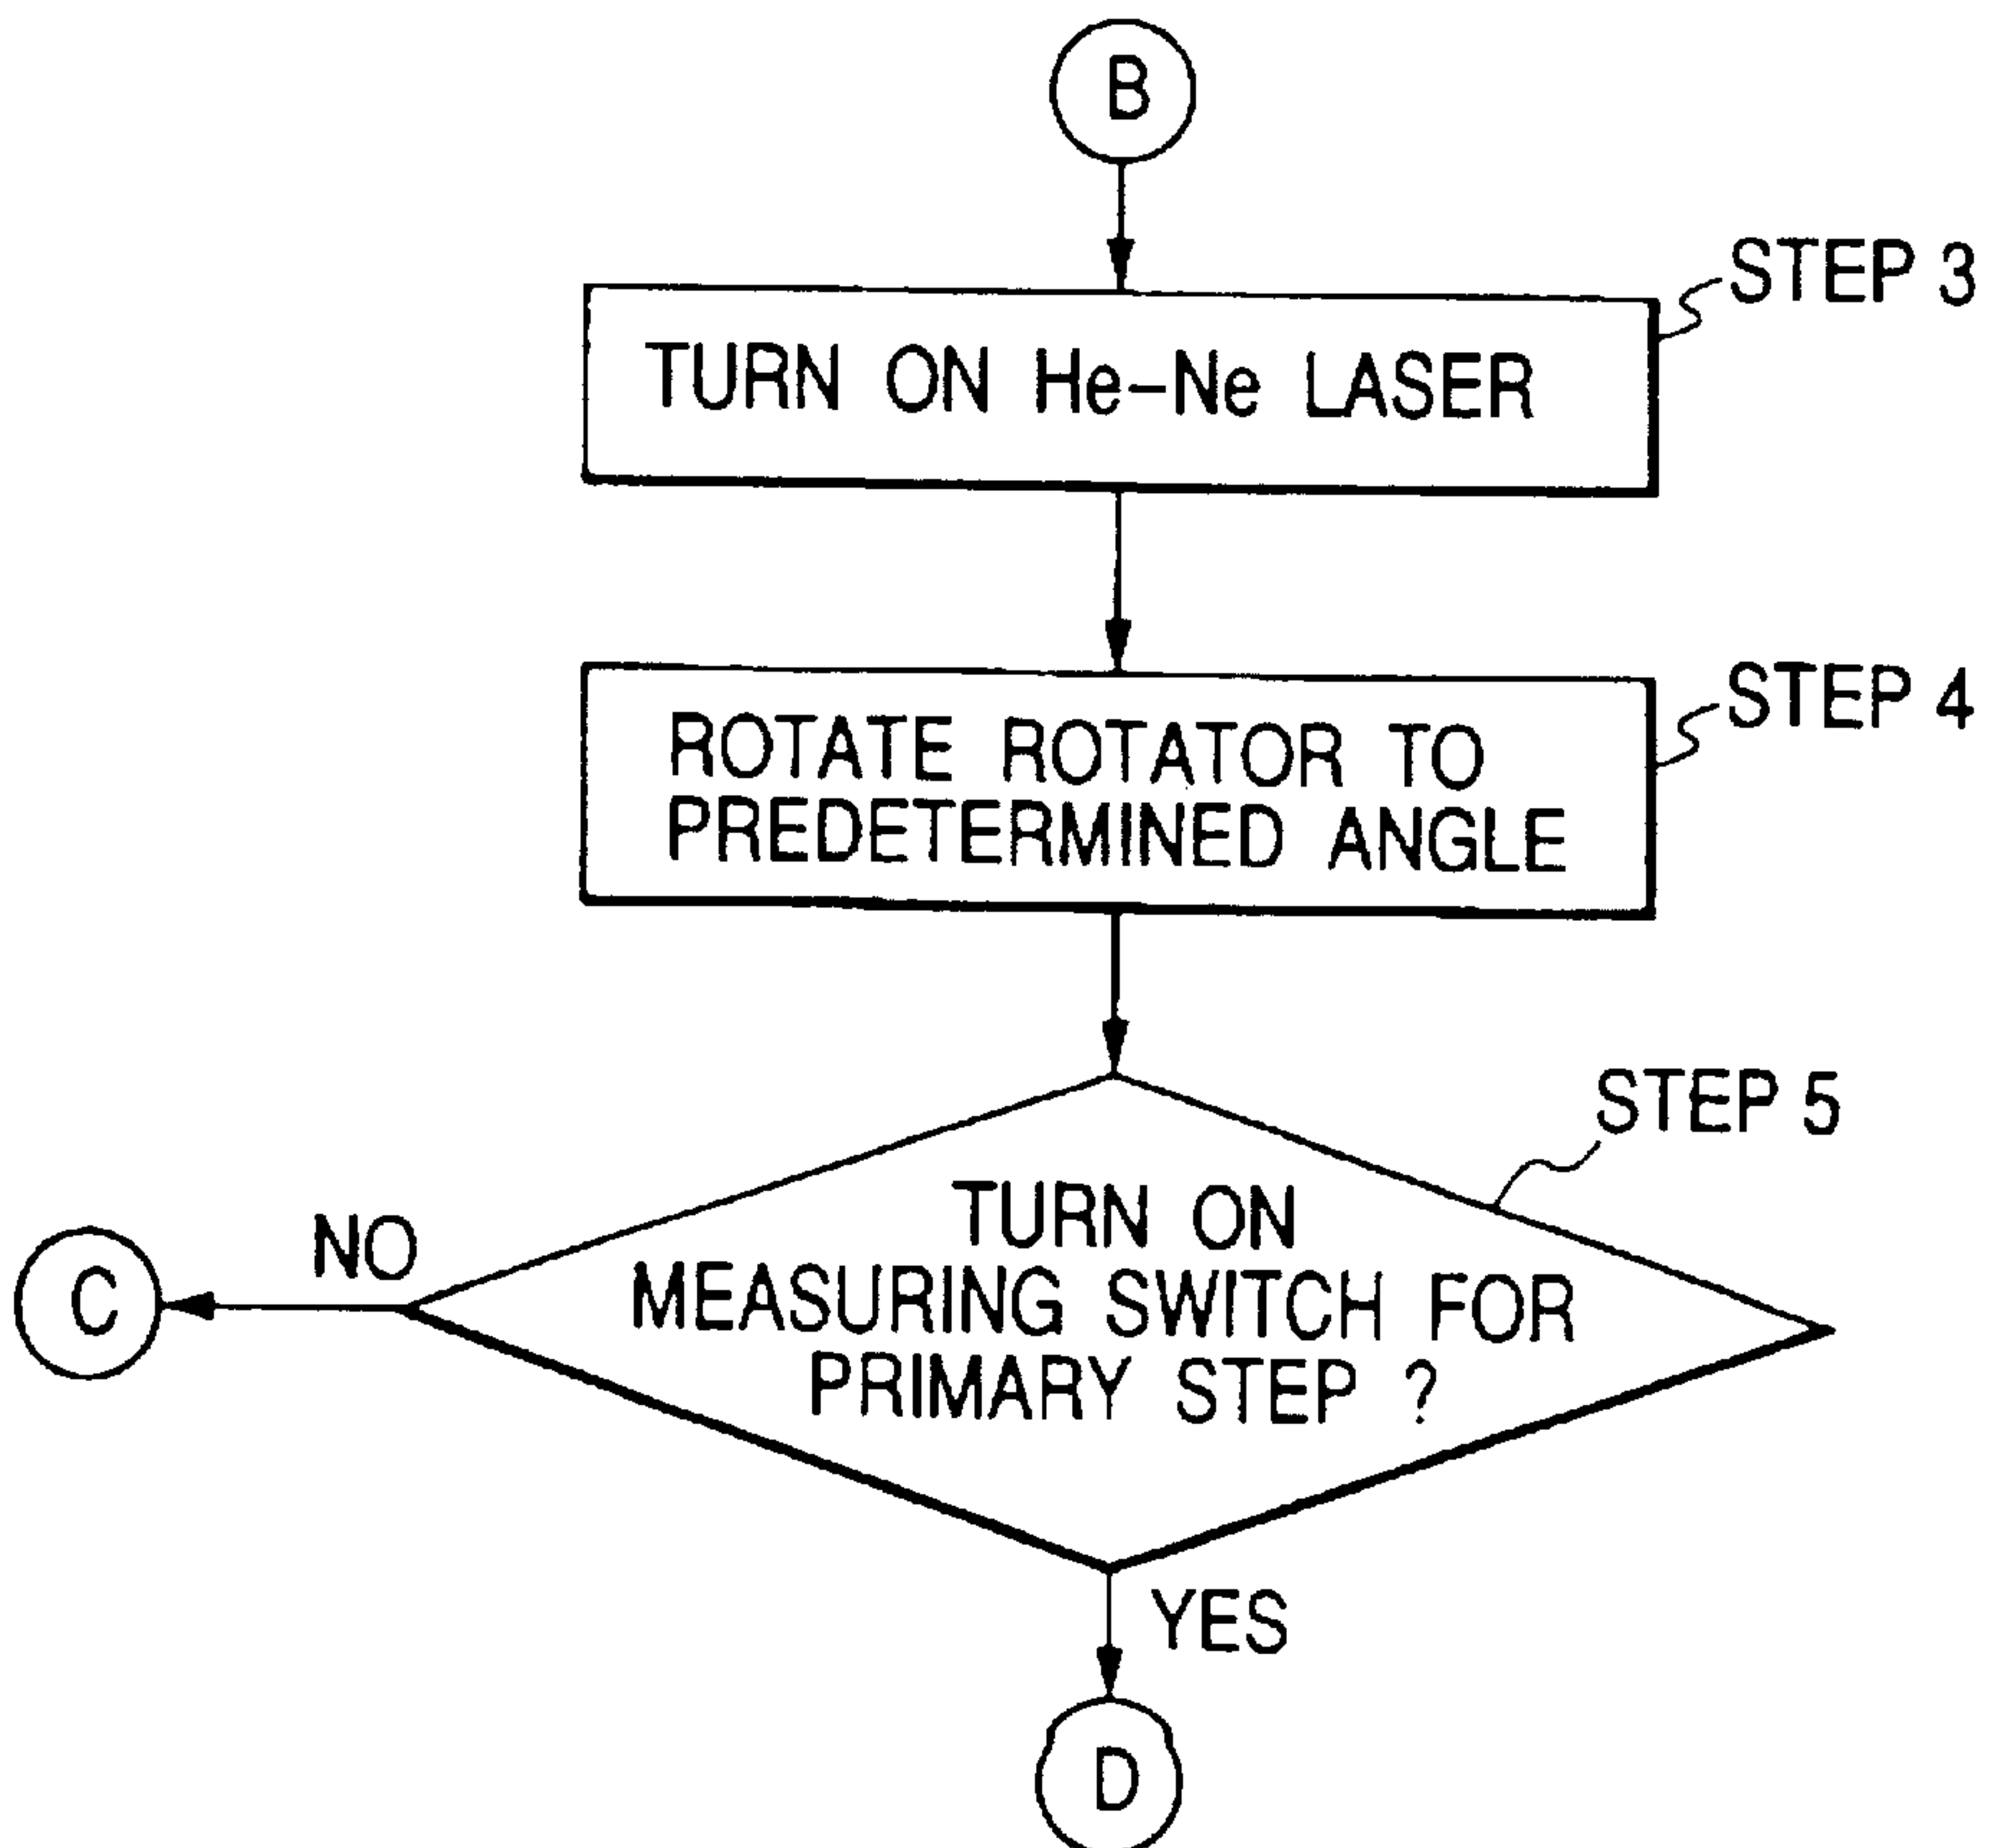 B
STEP 3
TURN ON He-Ne LASER
STEP 4
ROTATE ROTATOR TO
PREDETERMINED ANGLE
STEP 5
TURN ON
MEASURING SWITCH FOR
PRIMARY STEP ?
NO
C
YES
D